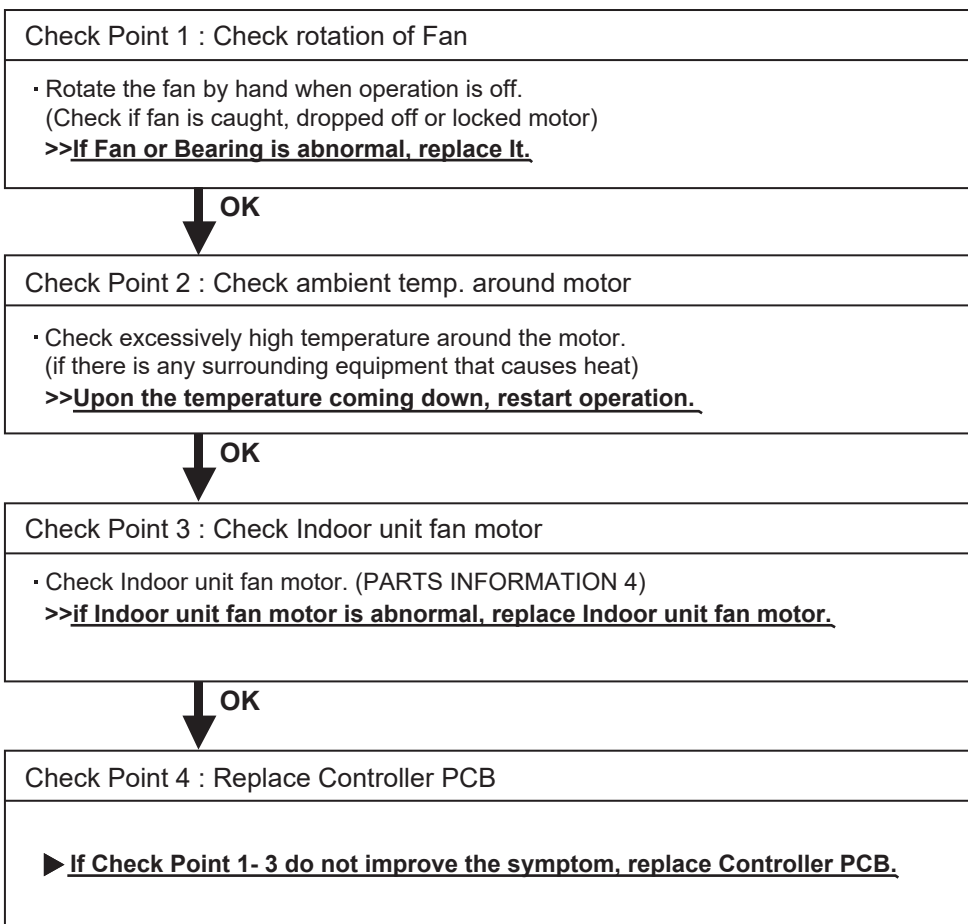 Check Point 1 : Check rotation of Fan
· Rotate the fan by hand when operation is off.
(Check if fan is caught, dropped off or locked motor)
>>If Fan or Bearing is abnormal, replace It.
OK
Check Point 2 : Check ambient temp. around motor
· Check excessively high temperature around the motor.
(if there is any surrounding equipment that causes heat)
>>Upon the temperature coming down, restart operation.
OK
Check Point 3 : Check Indoor unit fan motor
· Check Indoor unit fan motor. (PARTS INFORMATION 4)
>>if Indoor unit fan motor is abnormal, replace Indoor unit fan motor.
OK
Check Point 4 : Replace Controller PCB
▶ If Check Point 1- 3 do not improve the symptom, replace Controller PCB.